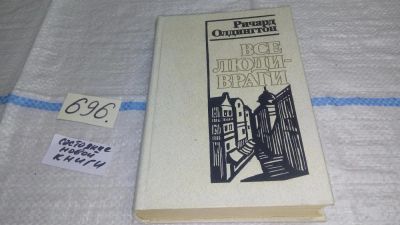 Ричард
Олдингтон
ВСЕ
ЛЮДИ-
ВРАГИ
696.
состояние
новой
книги